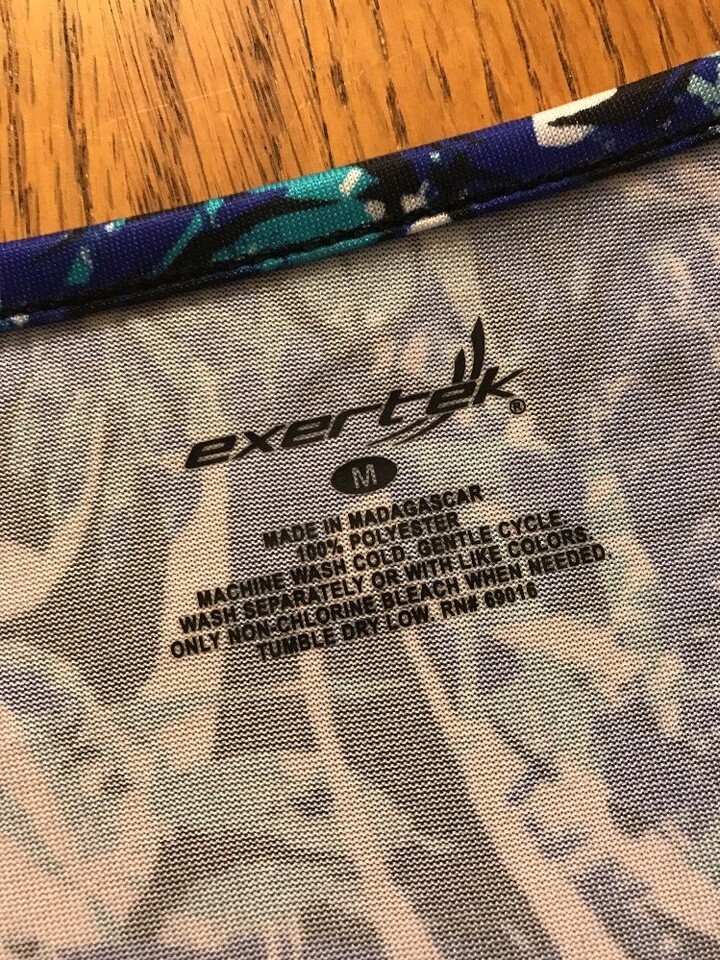 exertek®
M
MADE IN MADAGASCAR
100% POLYESTER
MACHINE WASH COLD. GENTLE CYCLE.
WASH SEPARATELY OR WITH LIKE COLORS.
ONLY NON-CHLORINE BLEACH WHEN NEEDED.
TUMBLE DRY LOW. RN# 69016